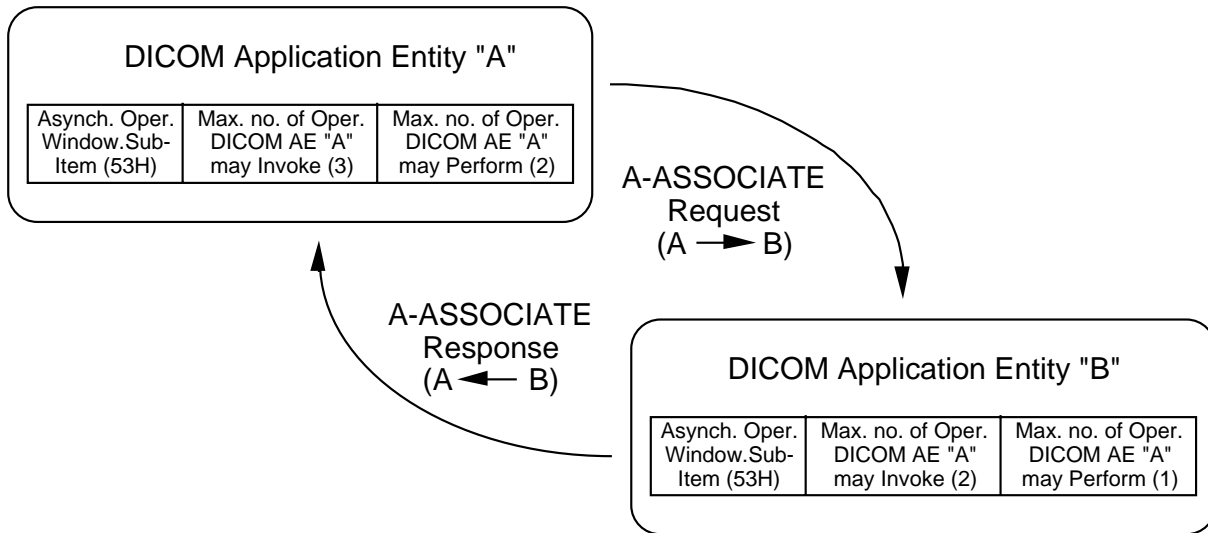 DICOM Application Entity "A"
Asynch. Oper.
Window.Sub-
Item (53H)
Max. no. of Oper.
DICOM AE "A"
may Invoke (3)
Max. no. of Oper.
DICOM AE "A"
may Perform (2)
A-ASSOCIATE
Request
(A B)
A-ASSOCIATE
Response
(A B)
DICOM Application Entity "B"
Asynch. Oper.
Window.Sub-
Item (53H)
Max. no. of Oper.
DICOM AE "A"
may Invoke (2)
Max. no. of Oper.
DICOM AE "A"
may Perform (1)